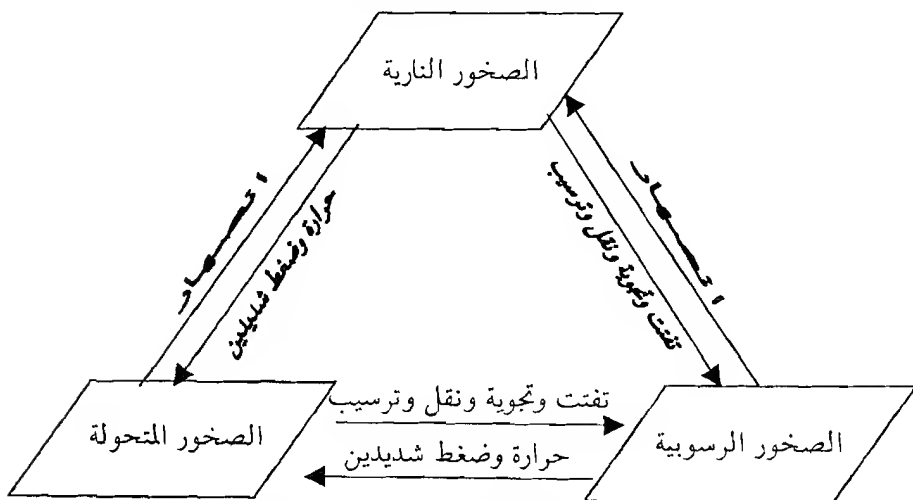 الصخور النارية
انصهار
حرارة وضغط شديدين
تفتت وتجوية ونقل وترسيب
انصهار
تفتت وتجوية ونقل وترسيب
حرارة وضغط شديدين
الصخور الرسوبية
الصخور المتحولة